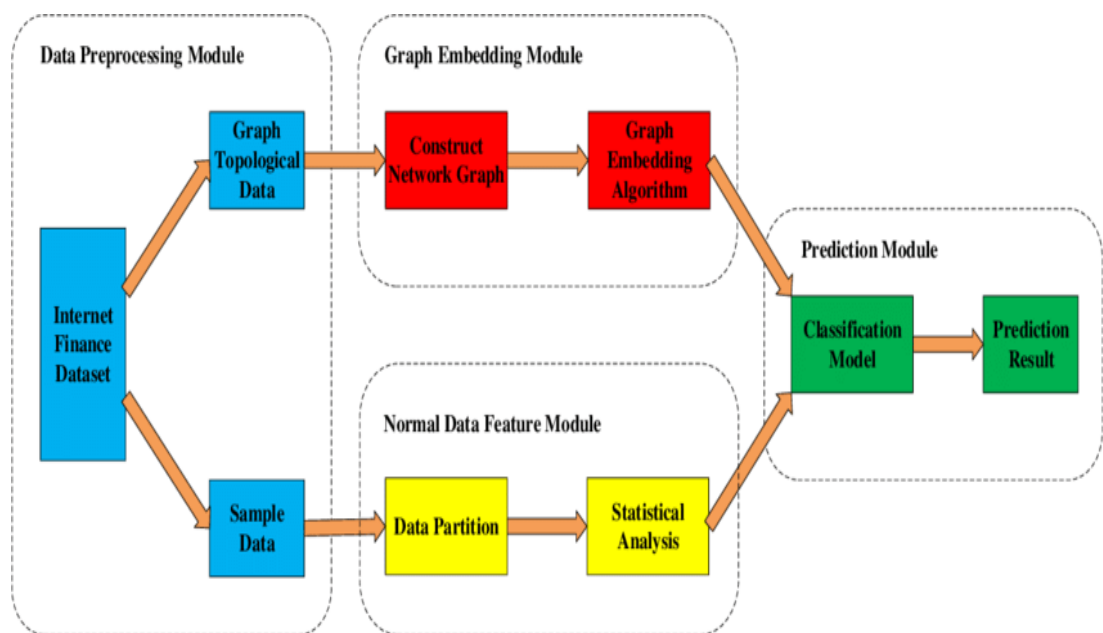 Data Preprocessing Module
Graph
Topological
Data
Internet
Finance
Dataset
Sample
Data
Graph Embedding Module
Construct
Network Graph
Graph
Embedding
Algorithm
Normal Data Feature Module
Data Partition
Statistical
Analysis
Prediction Module
Classification
Model
Prediction
Result